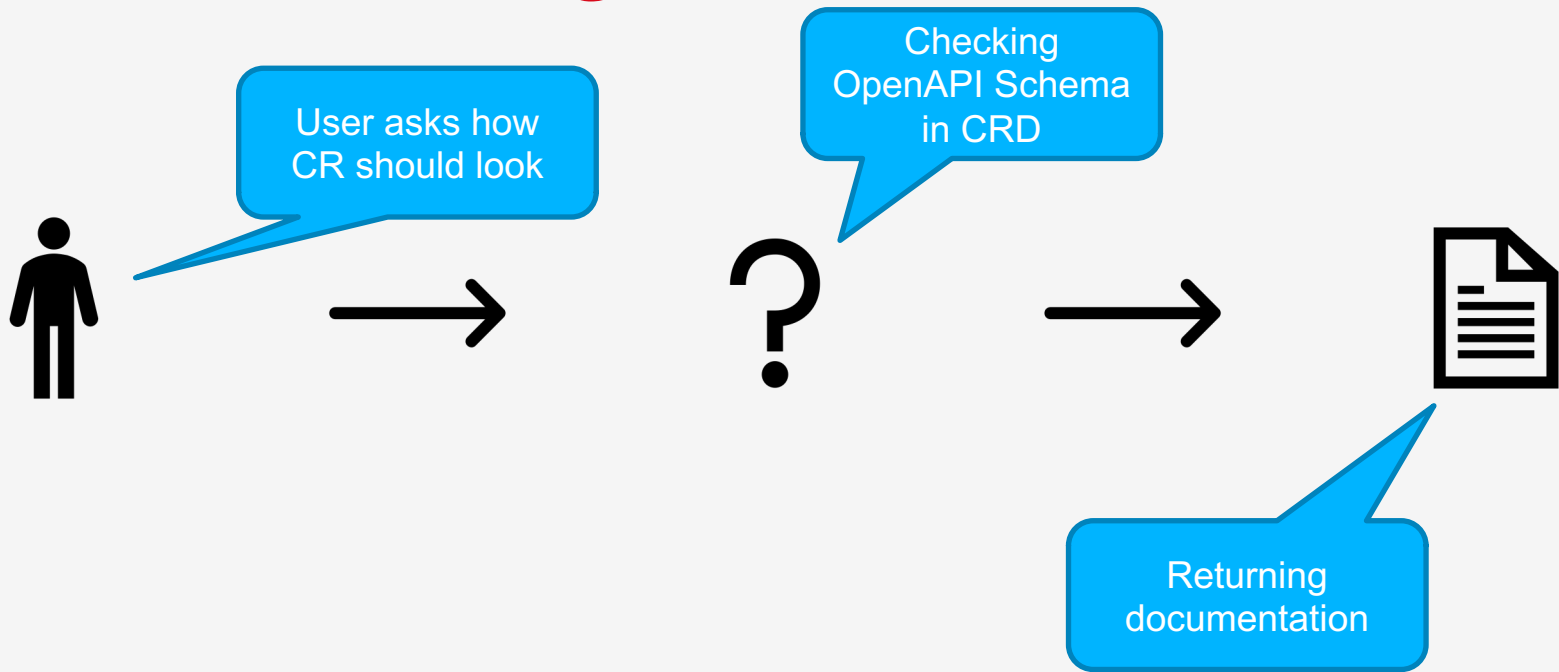 User asks how
CR should look
Checking
OpenAPI Schema
in CRD
Returning
documentation